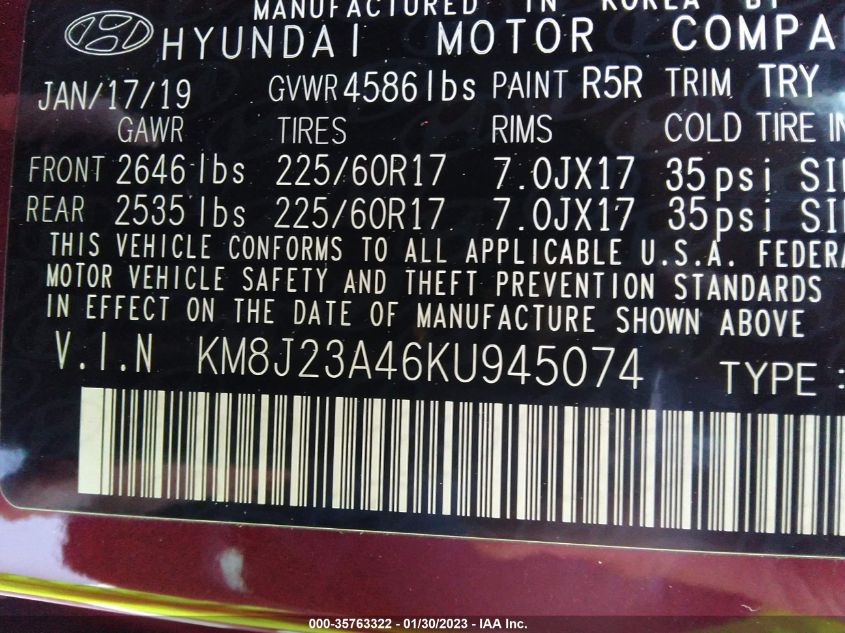 MANUFACTURED IN KOREA BY
HYUNDAI MOTOR COMPA
JAN/17/19 GVWR 4586 lbs PAINT R5R TRIM TRY
GAWR TIRES RIMS COLD TIRE IN
FRONT 2646 lbs 225/60R17 7.0JX17 35psi SI
REAR 2535 lbs 225/60R17 7.0JX17 35psi SI
THIS VEHICLE CONFORMS TO ALL APPLICABLE U.S.A. FEDERA
MOTOR VEHICLE SAFETY AND THEFT PREVENTION STANDARDS
IN EFFECT ON THE DATE OF MANUFACTURE SHOWN ABOVE
V.I.N KM8J23A46KU945074 TYPE :
000-35763322 - 01/30/2023 - IAA Inc.